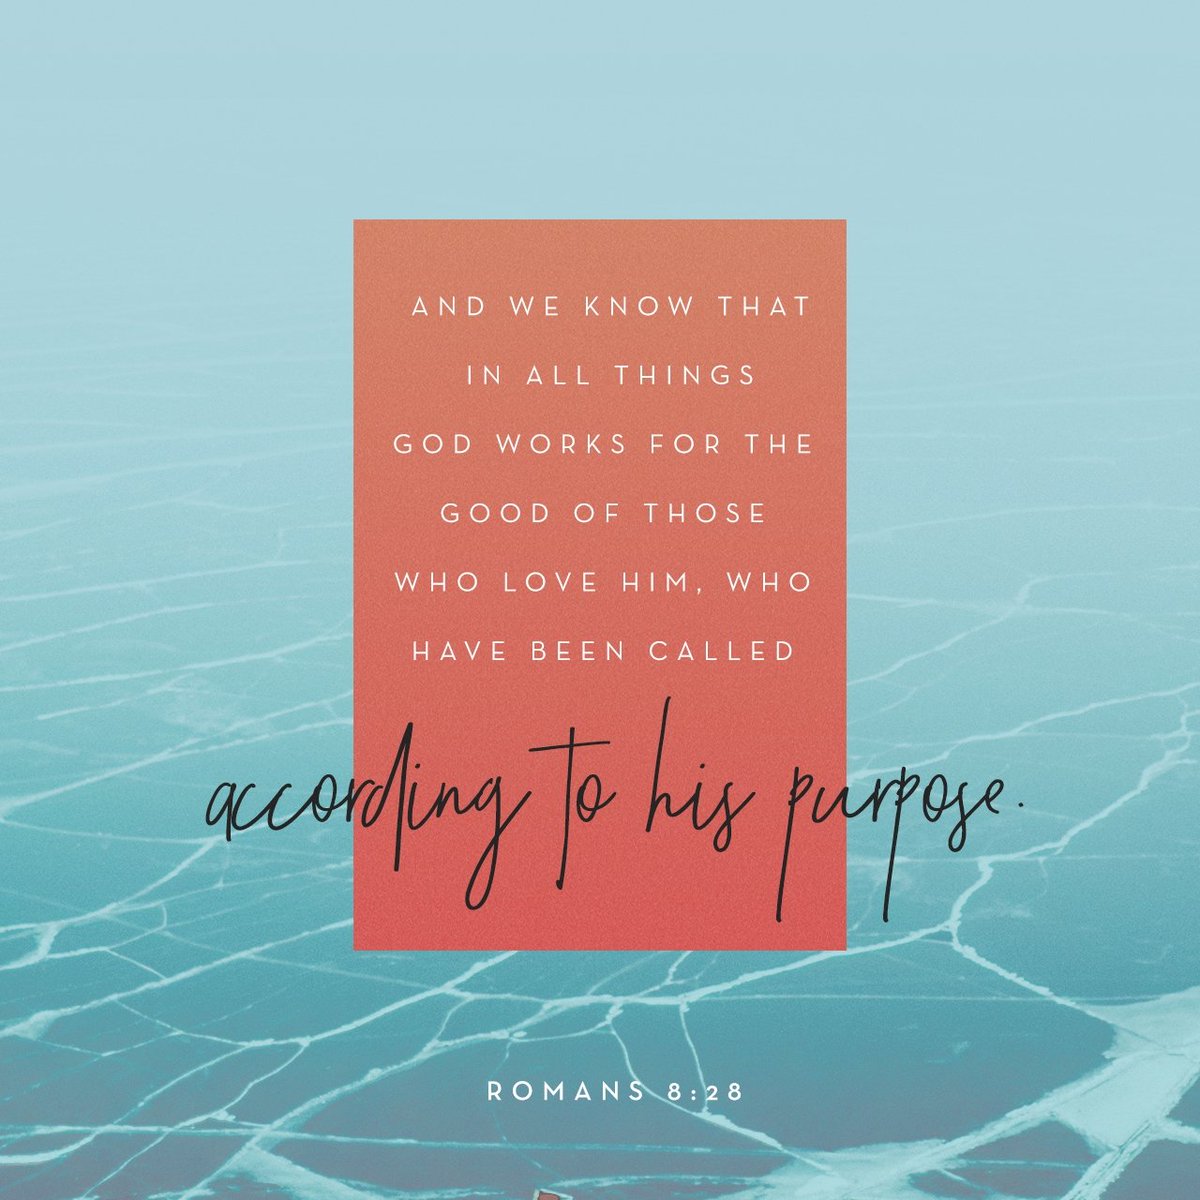 AND WE KNOW THAT
IN ALL THINGS
GOD WORKS FOR THE
GOOD OF THOSE
WHO LOVE HIM, WHO
HAVE BEEN CALLED
according to his purpose.
ROMANS 8:28